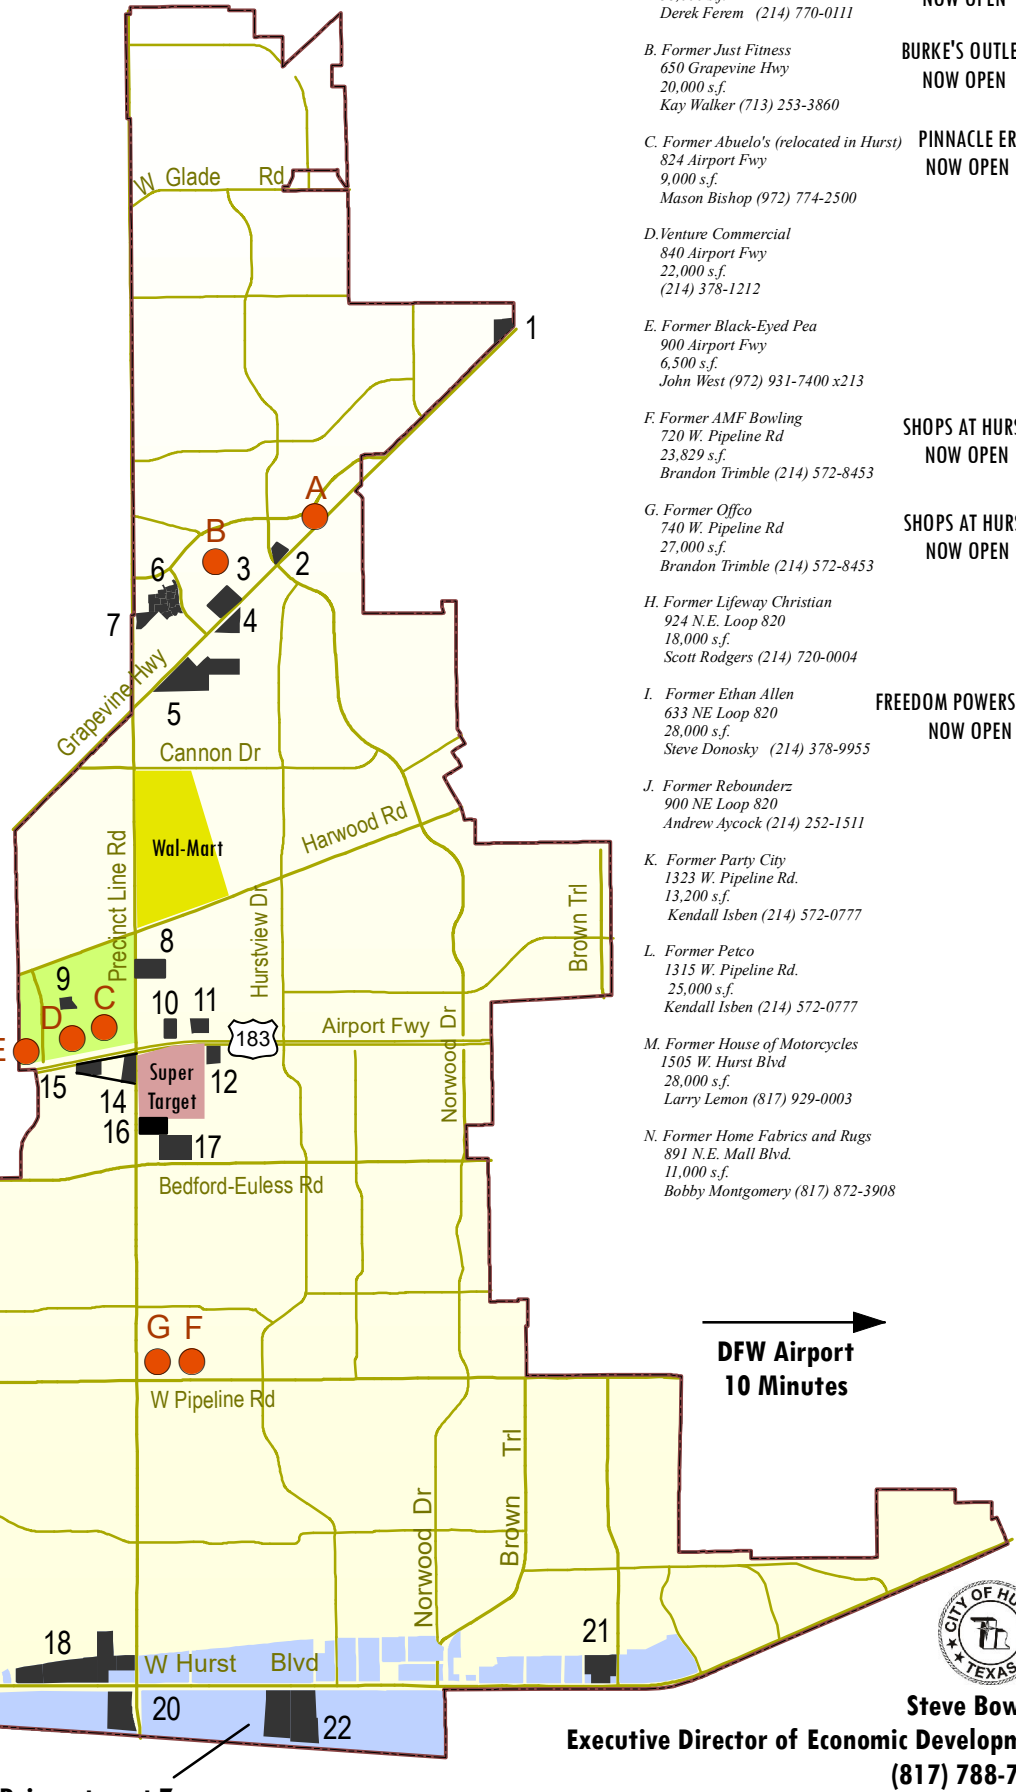 Derek Ferem (214) 770-0111
NOW OPEN
B. Former Just Fitness
650 Grapevine Hwy
20,000 s.f.
Kay Walker (713) 253-3860
BURKE'S OUTLE
NOW OPEN
C. Former Abuelo's (relocated in Hurst)
824 Airport Fwy
9,000 s.f.
Mason Bishop (972) 774-2500
PINNACLE ER
NOW OPEN
D.Venture Commercial
840 Airport Fwy
22,000 s.f.
(214) 378-1212
E. Former Black-Eyed Pea
900 Airport Fwy
6,500 s.f.
John West (972) 931-7400 x213
F. Former AMF Bowling
720 W. Pipeline Rd
23,829 s.f.
Brandon Trimble (214) 572-8453
SHOPS AT HURS
NOW OPEN
G. Former Offco
740 W. Pipeline Rd
27,000 s.f.
Brandon Trimble (214) 572-8453
SHOPS AT HURS
NOW OPEN
H. Former Lifeway Christian
924 N.E. Loop 820
18,000 s.f.
Scott Rodgers (214) 720-0004
I. Former Ethan Allen
633 NE Loop 820
28,000 s.f.
Steve Donosky (214) 378-9955
FREEDOM POWERS
NOW OPEN
J. Former Rebounderz
900 NE Loop 820
Andrew Aycock (214) 252-1511
K. Former Party City
1323 W. Pipeline Rd.
13,200 s.f.
Kendall Isben (214) 572-0777
L. Former Petco
1315 W. Pipeline Rd.
25,000 s.f.
Kendall Isben (214) 572-0777
M. Former House of Motorcycles
1505 W. Hurst Blvd
28,000 s.f.
Larry Lemon (817) 929-0003
N. Former Home Fabrics and Rugs
891 N.E. Mall Blvd.
11,000 s.f.
Bobby Montgomery (817) 872-3908
W Glade Rd
1
A
B
2
3
6
4
7
Grapevine Hwy
5
Cannon Dr
Wal-Mart
Harwood Rd
Precinct Line Rd
Hurstview Dr
Brown Trl
8
9
C
D
E
10
11
Airport Fwy
183
Norwood Dr
Super
Target
12
15
14
16
17
Bedford-Euless Rd
G F
W Pipeline Rd
DFW Airport
10 Minutes
Norwood Dr
Brown Trl
18
W Hurst Blvd
21
20
22
CITY OF HU
TEXAS
Steve Bow
Executive Director of Economic Developm
(817) 788-7